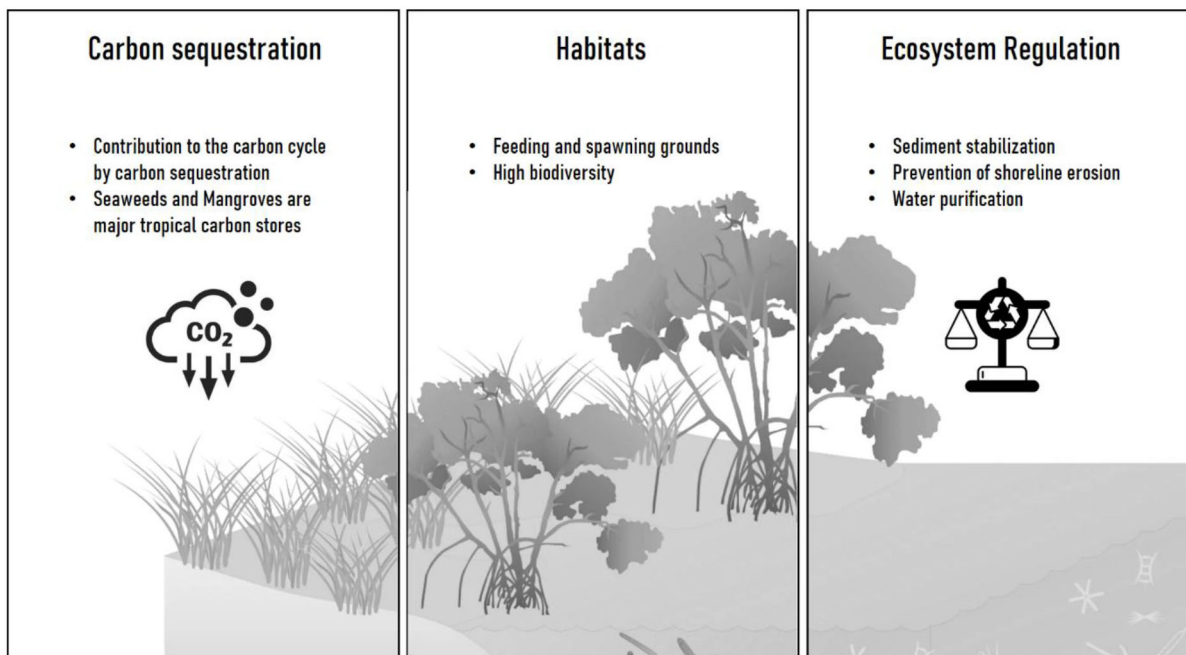 Carbon sequestration
• Contribution to the carbon cycle
by carbon sequestration
• Seaweeds and Mangroves are
major tropical carbon stores
CO₂
Habitats
• Feeding and spawning grounds
• High biodiversity
Ecosystem Regulation
• Sediment stabilization
• Prevention of shoreline erosion
• Water purification